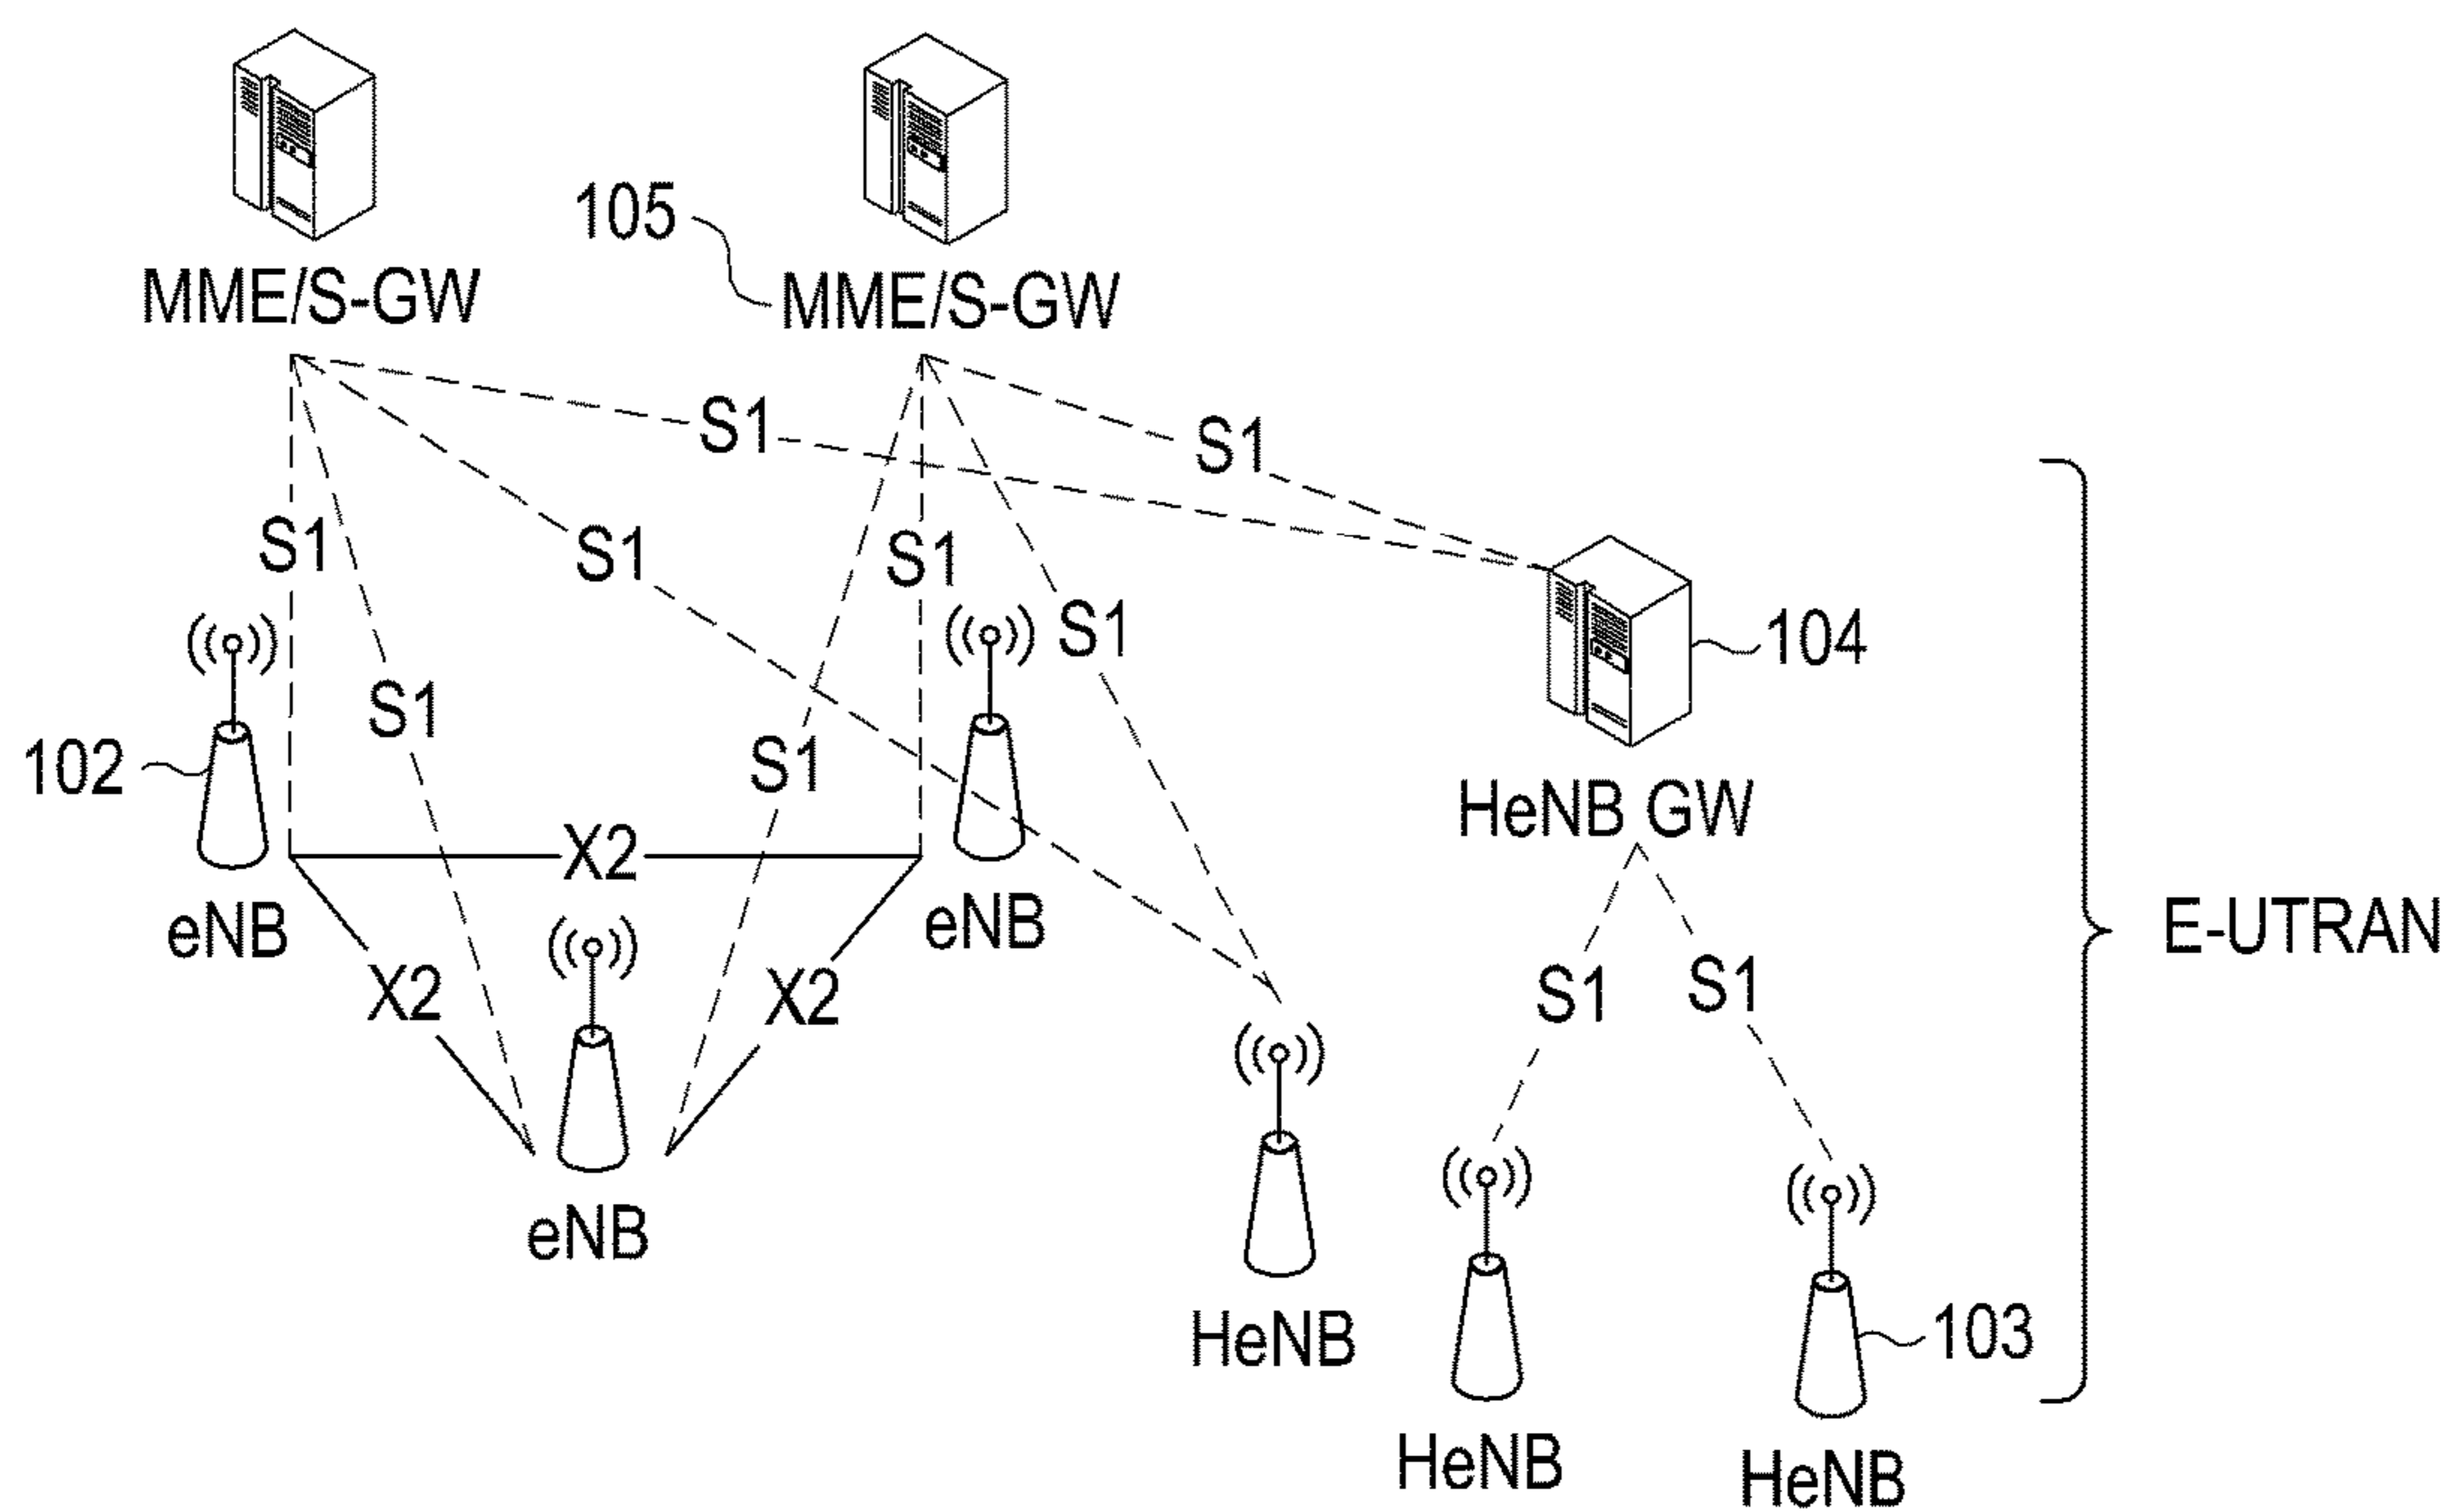 105
MME/S-GW
MME/S-GW
S1
S1
S1
S1
S1
S1
104
S1
102
S1
HeNB GW
X2
eNB
eNB
E-UTRAN
X2
X2
S1
S1
eNB
HeNB
103
HeNB
HeNB